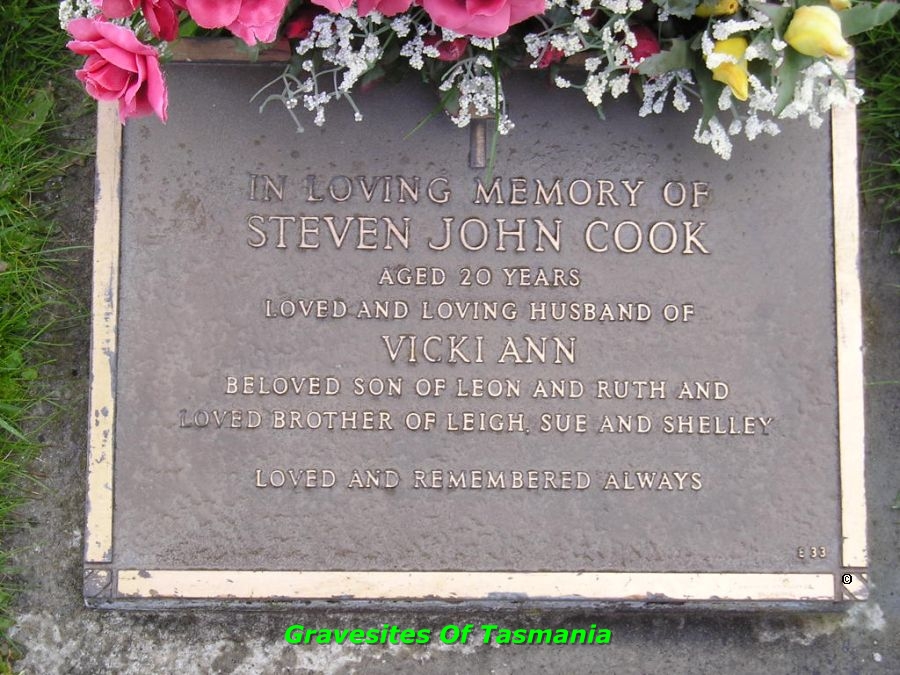 IN LOVING MEMORY OF
STEVEN JOHN COOK
AGED 20 YEARS
LOVED AND LOVING HUSBAND OF
VICKI ANN
BELOVED SON OF LEON AND RUTH AND
LOVED BROTHER OF LEIGH, SUE AND SHELLEY
LOVED AND REMEMBERED ALWAYS
E 33
©
Gravesites Of Tasmania